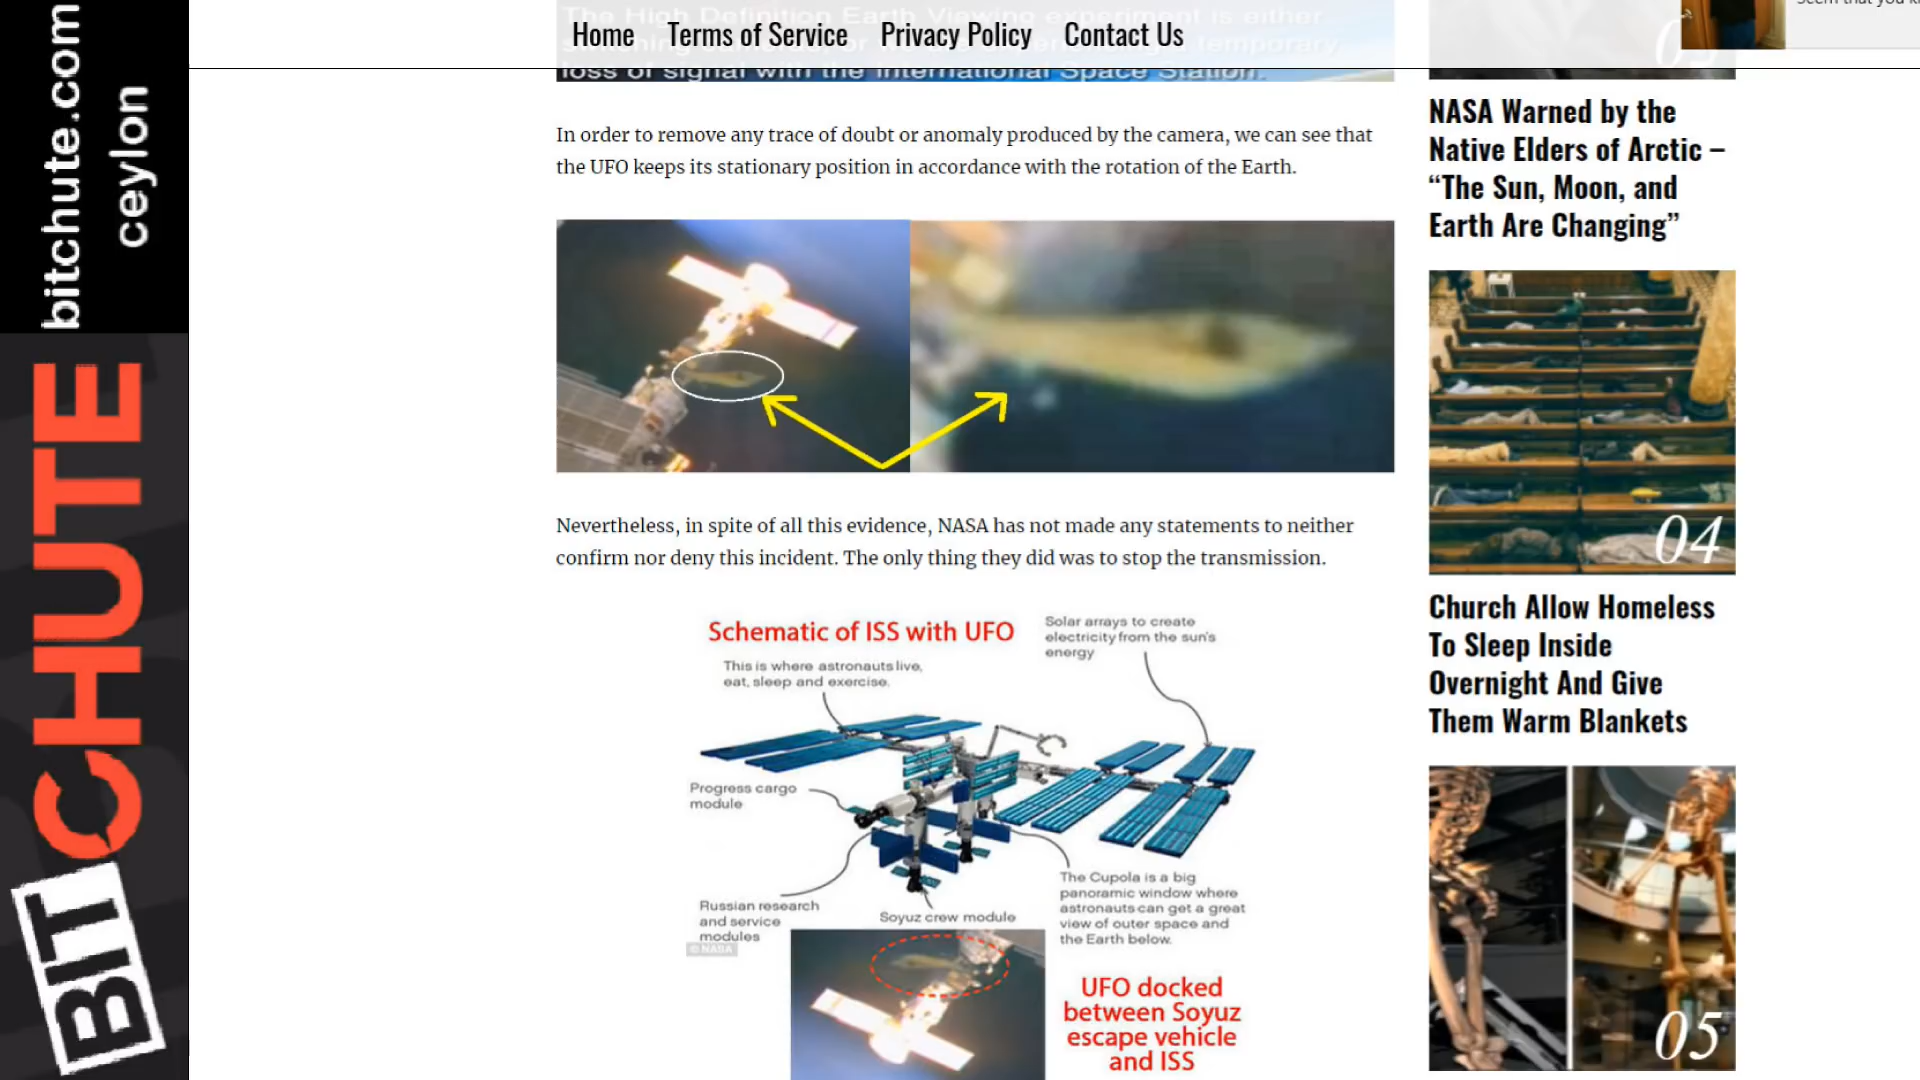 bitchute.com
ceylon
BITCHUTE
Home Terms of Service Privacy Policy Contact Us
The High Definition Earth Viewing experiment is either
temporary
loss of signal with the International Space Station.
In order to remove any trace of doubt or anomaly produced by the camera, we can see that
the UFO keeps its stationary position in accordance with the rotation of the Earth.
Nevertheless, in spite of all this evidence, NASA has not made any statements to neither
confirm nor deny this incident. The only thing they did was to stop the transmission.
Schematic of ISS with UFO
This is where astronauts live,
eat, sleep and exercise.
Solar arrays to create
electricity from the sun's
energy
Progress cargo
module
Russian research
and service
modules
© NASA
Soyuz crew module
The Cupola is a big
panoramic window where
astronauts can get a great
view of outer space and
the Earth below.
UFO docked
between Soyuz
escape vehicle
and ISS
NASA Warned by the
Native Elders of Arctic –
“The Sun, Moon, and
Earth Are Changing”
04
Church Allow Homeless
To Sleep Inside
Overnight And Give
Them Warm Blankets
05